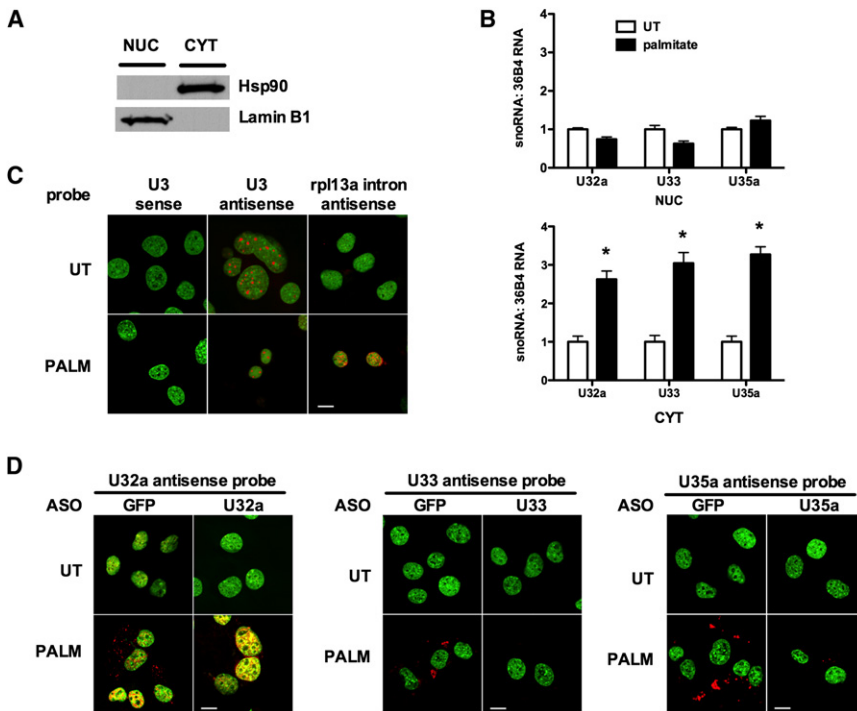 A
NUC CYT
Hsp90
Lamin B1
B
UT
palmitate
snoRNA: 36B4 RNA
4
3
2
1
0
U32a U33 U35a
NUC
snoRNA: 36B4 RNA
4
3
2
1
0
* * *
U32a U33 U35a
CYT
C
probe
U3 sense
U3 antisense
rpl13a intron antisense
UT
PALM
D
U32a antisense probe
ASO GFP U32a
UT
PALM
U33 antisense probe
ASO GFP U33
UT
PALM
U35a antisense probe
ASO GFP U35a
UT
PALM